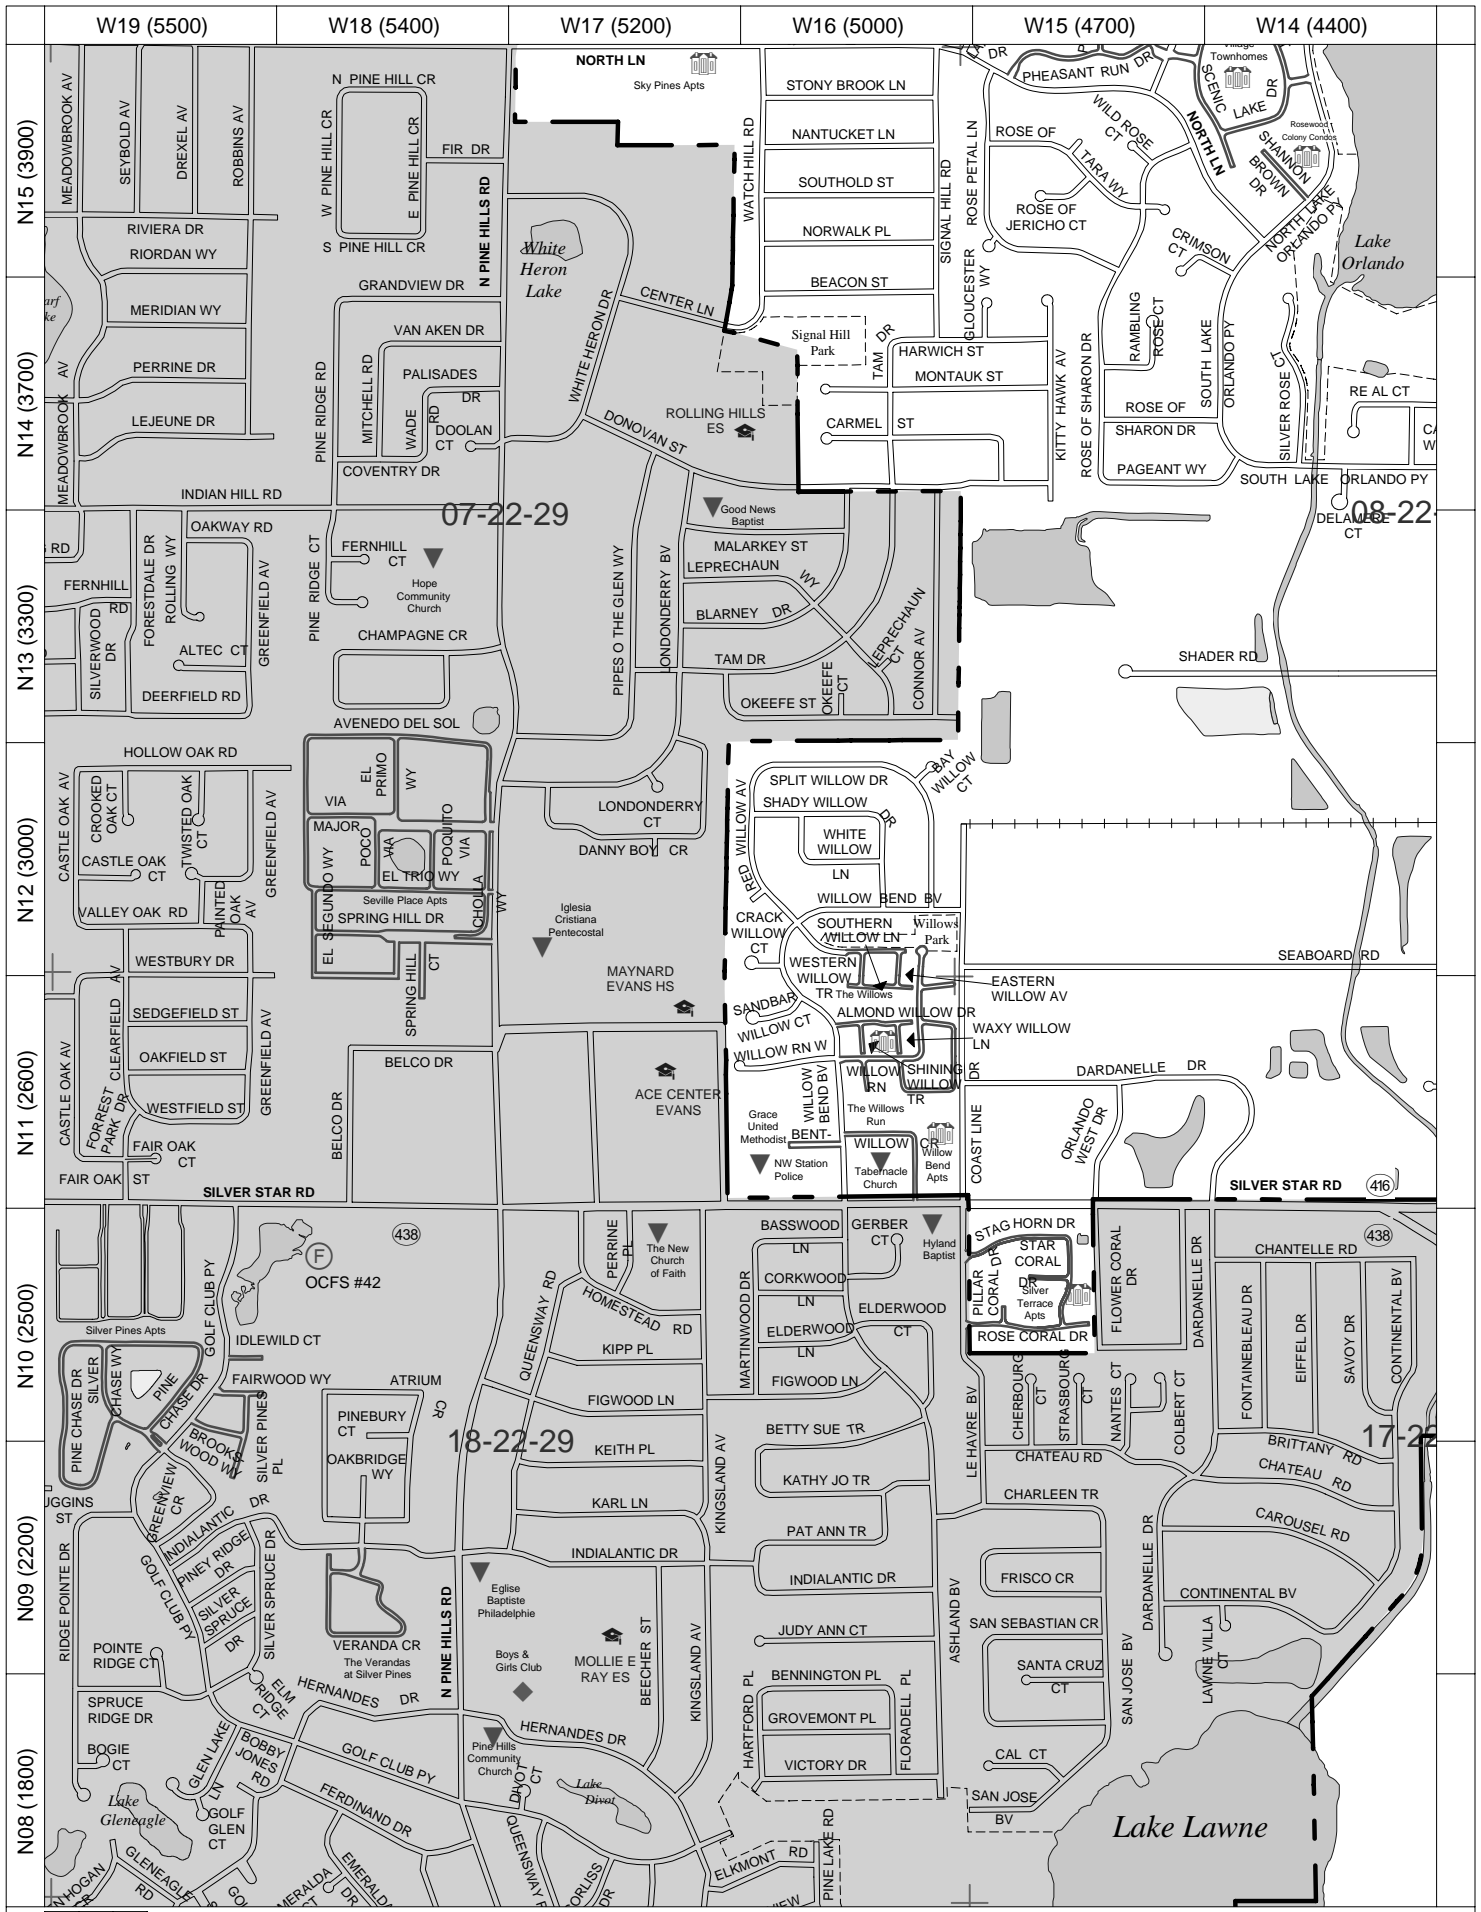 W19 (5500)
W18 (5400)
W17 (5200)
W16 (5000)
W15 (4700)
W14 (4400)
N15 (3900)
MEADOWBROOK AV
SEYBOLD AV
DREXEL AV
ROBBINS AV
RIVIERA DR
RIORDAN WY
N PINE HILL CR
W PINE HILL CR
E PINE HILL CR
S PINE HILL CR
FIR DR
N PINE HILLS RD
NORTH LN
Sky Pines Apts
White
Heron
Lake
WATCH HILL RD
STONY BROOK LN
NANTUCKET LN
SOUTHOLD ST
NORWALK PL
BEACON ST
SIGNAL HILL RD
DR
PHEASANT RUN DR
Village
Townhomes
SCENIC
LAKE DR
WILD ROSE
CT
NORTH LN
ROSE OF
TARA WY
ROSE PETAL LN
ROSE OF
JERICHO CT
GLOUCESTER
WY
Rosewood
Colony Condos
SHANNON
BROWN
DR
NORTH LAKE
ORLANDO PY
CRIMSON
CT
Lake
Orlando
N14 (3700)
MERIDIAN WY
PERRINE DR
LEJEUNE DR
MEADOWBROOK AV
INDIAN HILL RD
GRANDVIEW DR
VAN AKEN DR
PALISADES
DR
PINE RIDGE RD
MITCHELL RD
WADE
RD
DOOLAN
CT
COVENTRY DR
WHITE HERON DR
CENTER LN
DONOVAN ST
ROLLING HILLS
ES
Signal Hill
Park
TAM DR
HARWICH ST
MONTAUK ST
CARMEL ST
KITTY HAWK AV
ROSE OF SHARON DR
RAMBLING
ROSE CT
SOUTH LAKE
ORLANDO PY
SILVER ROSE CT
RE AL CT
ROSE OF
SHARON DR
PAGEANT WY
SOUTH LAKE ORLANDO PY
N13 (3300)
07-22-29
08-22-
DELAMERE
CT
OAKWAY RD
RD
FERNHILL
RD
FORESTDALE DR
ROLLING WY
GREENFIELD AV
SILVERWOOD
DR
ALTEC CT
DEERFIELD RD
PINE RIDGE CT
FERNHILL
CT
Hope
Community
Church
CHAMPAGNE CR
AVENEDO DEL SOL
PIPES O THE GLEN WY
LONDONDERRY BV
Good News
Baptist
MALARKEY ST
LEPRECHAUN
WY
BLARNEY DR
TAM DR
OKEEFE ST
OKEEFE
CT
LEPRECHAUN
CT
CONNOR AV
SHADER RD
N12 (3000)
HOLLOW OAK RD
CASTLE OAK AV
CROOKED
OAK CT
TWISTED OAK
CT
GREENFIELD AV
CASTLE OAK
CT
VALLEY OAK RD
PAINTED
OAK
AV
WESTBURY DR
EL
PRIMO
WY
VIA
MAJOR
POCO
VIA
POQUITO
VIA
EL TRIO WY
Seville Place Apts
SPRING HILL DR
EL SEGUNDO WY
CHOLLA
WY
SPRING HILL
CT
LONDONDERRY
CT
DANNY BOY CR
Iglesia
Cristiana
Pentecostal
MAYNARD
EVANS HS
SPLIT WILLOW DR
SHADY WILLOW
DR
BAY
WILLOW
CT
RED WILLOW AV
WHITE
WILLOW
LN
WILLOW BEND BV
CRACK
WILLOW
CT
SOUTHERN
WILLOW LN
Willows
Park
WESTERN
WILLOW
TR
The Willows
EASTERN
WILLOW AV
SEABOARD RD
N11 (2600)
SEDGEFIELD ST
OAKFIELD ST
WESTFIELD ST
CLEARFIELD AV
CASTLE OAK AV
GREENFIELD AV
FORREST
PARK DR
FAIR OAK
CT
FAIR OAK ST
SILVER STAR RD
BELCO DR
BELCO DR
ACE CENTER
EVANS
SANDBAR
WILLOW CT
WILLOW RN W
ALMOND WILLOW DR
WAXY WILLOW
LN
WILLOW
RN
SHINING
WILLOW
TR
WILLOW
BEND BV
The Willows
Run
Grace
United
Methodist
BENT-
WILLOW CR
NW Station
Police
Tabernacle
Church
Willow
Bend
Apts
COAST LINE DR
DARDANELLE DR
ORLANDO
WEST DR
SILVER STAR RD
416
N10 (2500)
438
438
F
OCFS #42
GOLF CLUB PY
Silver Pines Apts
IDLEWILD CT
FAIRWOOD WY
PINE CHASE DR
SILVER
CHASE WY
PINE
CHASE DR
BROOKS-
WOOD WY
SILVER PINES
PL
ATRIUM
CR
PINEBURY
CT
OAKBRIDGE
WY
18-22-29
PERRINE
PL
The New
Church
of Faith
QUEENSWAY RD
HOMESTEAD
RD
KIPP PL
FIGWOOD LN
KEITH PL
BASSWOOD
LN
GERBER
CT
CORKWOOD
LN
ELDERWOOD
CT
ELDERWOOD
LN
MARTINWOOD DR
FIGWOOD LN
BETTY SUE TR
Hyland
Baptist
STAG HORN DR
STAR
CORAL
DR
PILLAR
CORAL DR
Silver
Terrace
Apts
ROSE CORAL DR
FLOWER CORAL
DR
DARDANELLE DR
CHANTELLE RD
FONTAINEBLEAU DR
EIFFEL DR
SAVOY DR
CONTINENTAL BV
LE HAVRE BV
CHERBOURG
CT
STRASBOURG
CT
NANTES CT
COLBERT CT
17-22
N09 (2200)
UGGINS
ST
GREENVIEW
CR
INDIALANTIC DR
PINEY RIDGE
DR
SILVER
SPRUCE
DR
SILVER SPRUCE DR
GOLF CLUB PY
RIDGE POINTE DR
POINTE
RIDGE CT
VERANDA CR
The Verandas
at Silver Pines
KARL LN
INDIALANTIC DR
N PINE HILLS RD
Eglise
Baptiste
Philadelphie
Boys &
Girls Club
MOLLIE E
RAY ES
BEECHER ST
KINGSLAND AV
KINGSLAND AV
KATHY JO TR
PAT ANN TR
INDIALANTIC DR
JUDY ANN CT
ASHLAND BV
CHATEAU RD
CHARLEEN TR
FRISCO CR
SAN SEBASTIAN CR
SANTA CRUZ
CT
DARDANELLE DR
SAN JOSE BV
BRITTANY RD
CHATEAU RD
CAROUSEL RD
CONTINENTAL BV
LAWNE VILLA
CT
N08 (1800)
SPRUCE
RIDGE DR
BOGIE
CT
ELM
RIDGE
CT
GLEN LAKE
LN
BOBBY
JONES
RD
GOLF
GLEN
CT
Lake
Gleneagle
GLENEAGLE
RD
HERNANDES DR
GOLF CLUB PY
FERDINAND DR
EMERALDA
DR
Pine Hills
Community
Church
HERNANDES DR
DIVOT
CT
Lake
Divot
QUEENSWAY
HARTFORD PL
BENNINGTON PL
GROVEMONT PL
VICTORY DR
FLORADELL PL
ELKMONT RD
PINE LAKE RD
CAL CT
SAN JOSE
BV
Lake Lawne